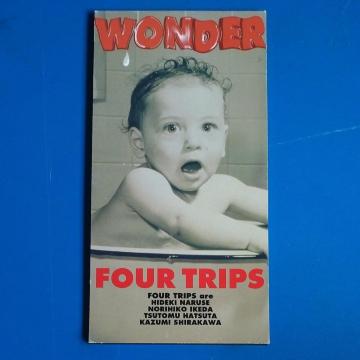 WONDER
FOUR TRIPS
FOUR TRIPS are
HIDEKI NARUSE
NORIHIKO IKEDA
TSUTOMU HATSUTA
KAZUMI SHIRAKAWA